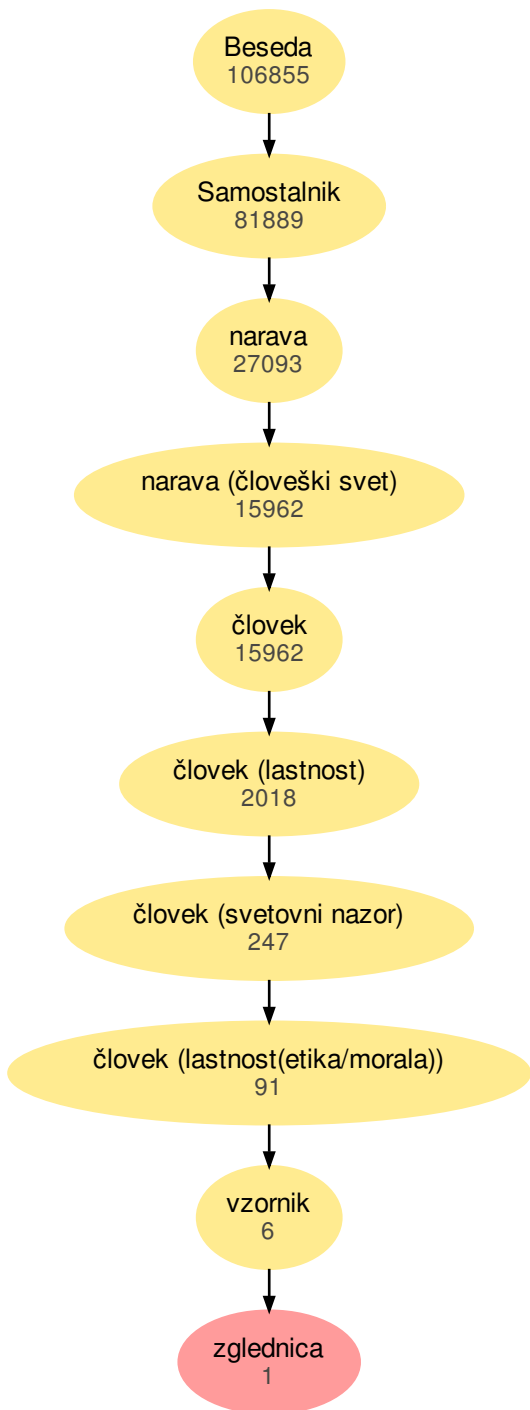 Beseda
106855
Samostalnik
81889
narava
27093
narava (človeški svet)
15962
človek
15962
človek (lastnost)
2018
človek (svetovni nazor)
247
človek (lastnost(etika/morala))
91
vzornik
6
zglednica
1